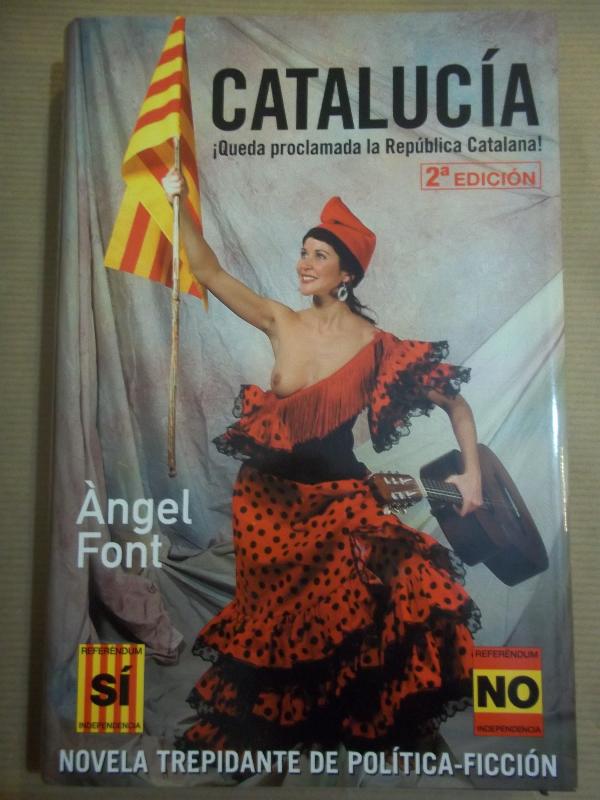 CATALUCÍA
¡Queda proclamada la República Catalana!
2ª EDICIÓN
Àngel
Font
REFERÉNDUM
SÍ
INDEPENDENCIA
REFERÉNDUM
NO
INDEPENDENCIA
NOVELA TREPIDANTE DE POLÍTICA-FICCIÓN